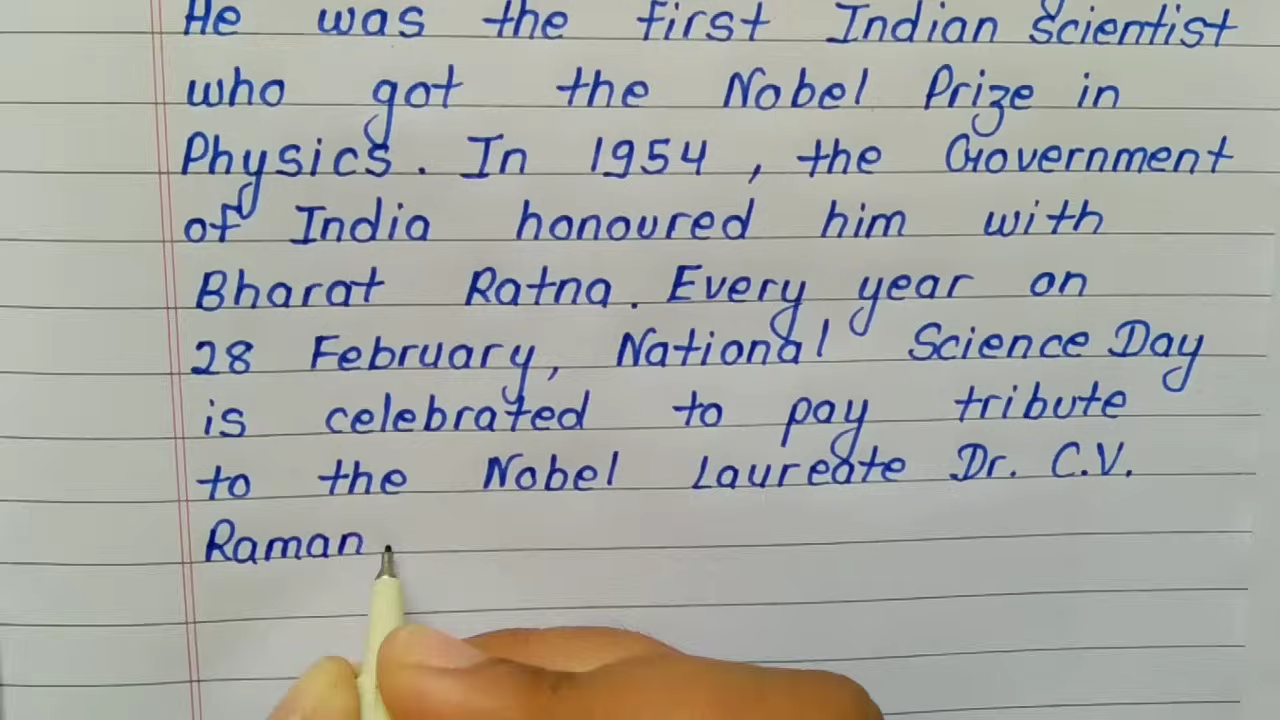 He was the first Indian Scientist
who got the Nobel Prize in
Physics. In 1954, the Government
of India honoured him with
Bharat Ratna. Every year on
28 February, National Science Day
is celebrated to pay tribute
to the Nobel Laureate Dr. C.V.
Raman.